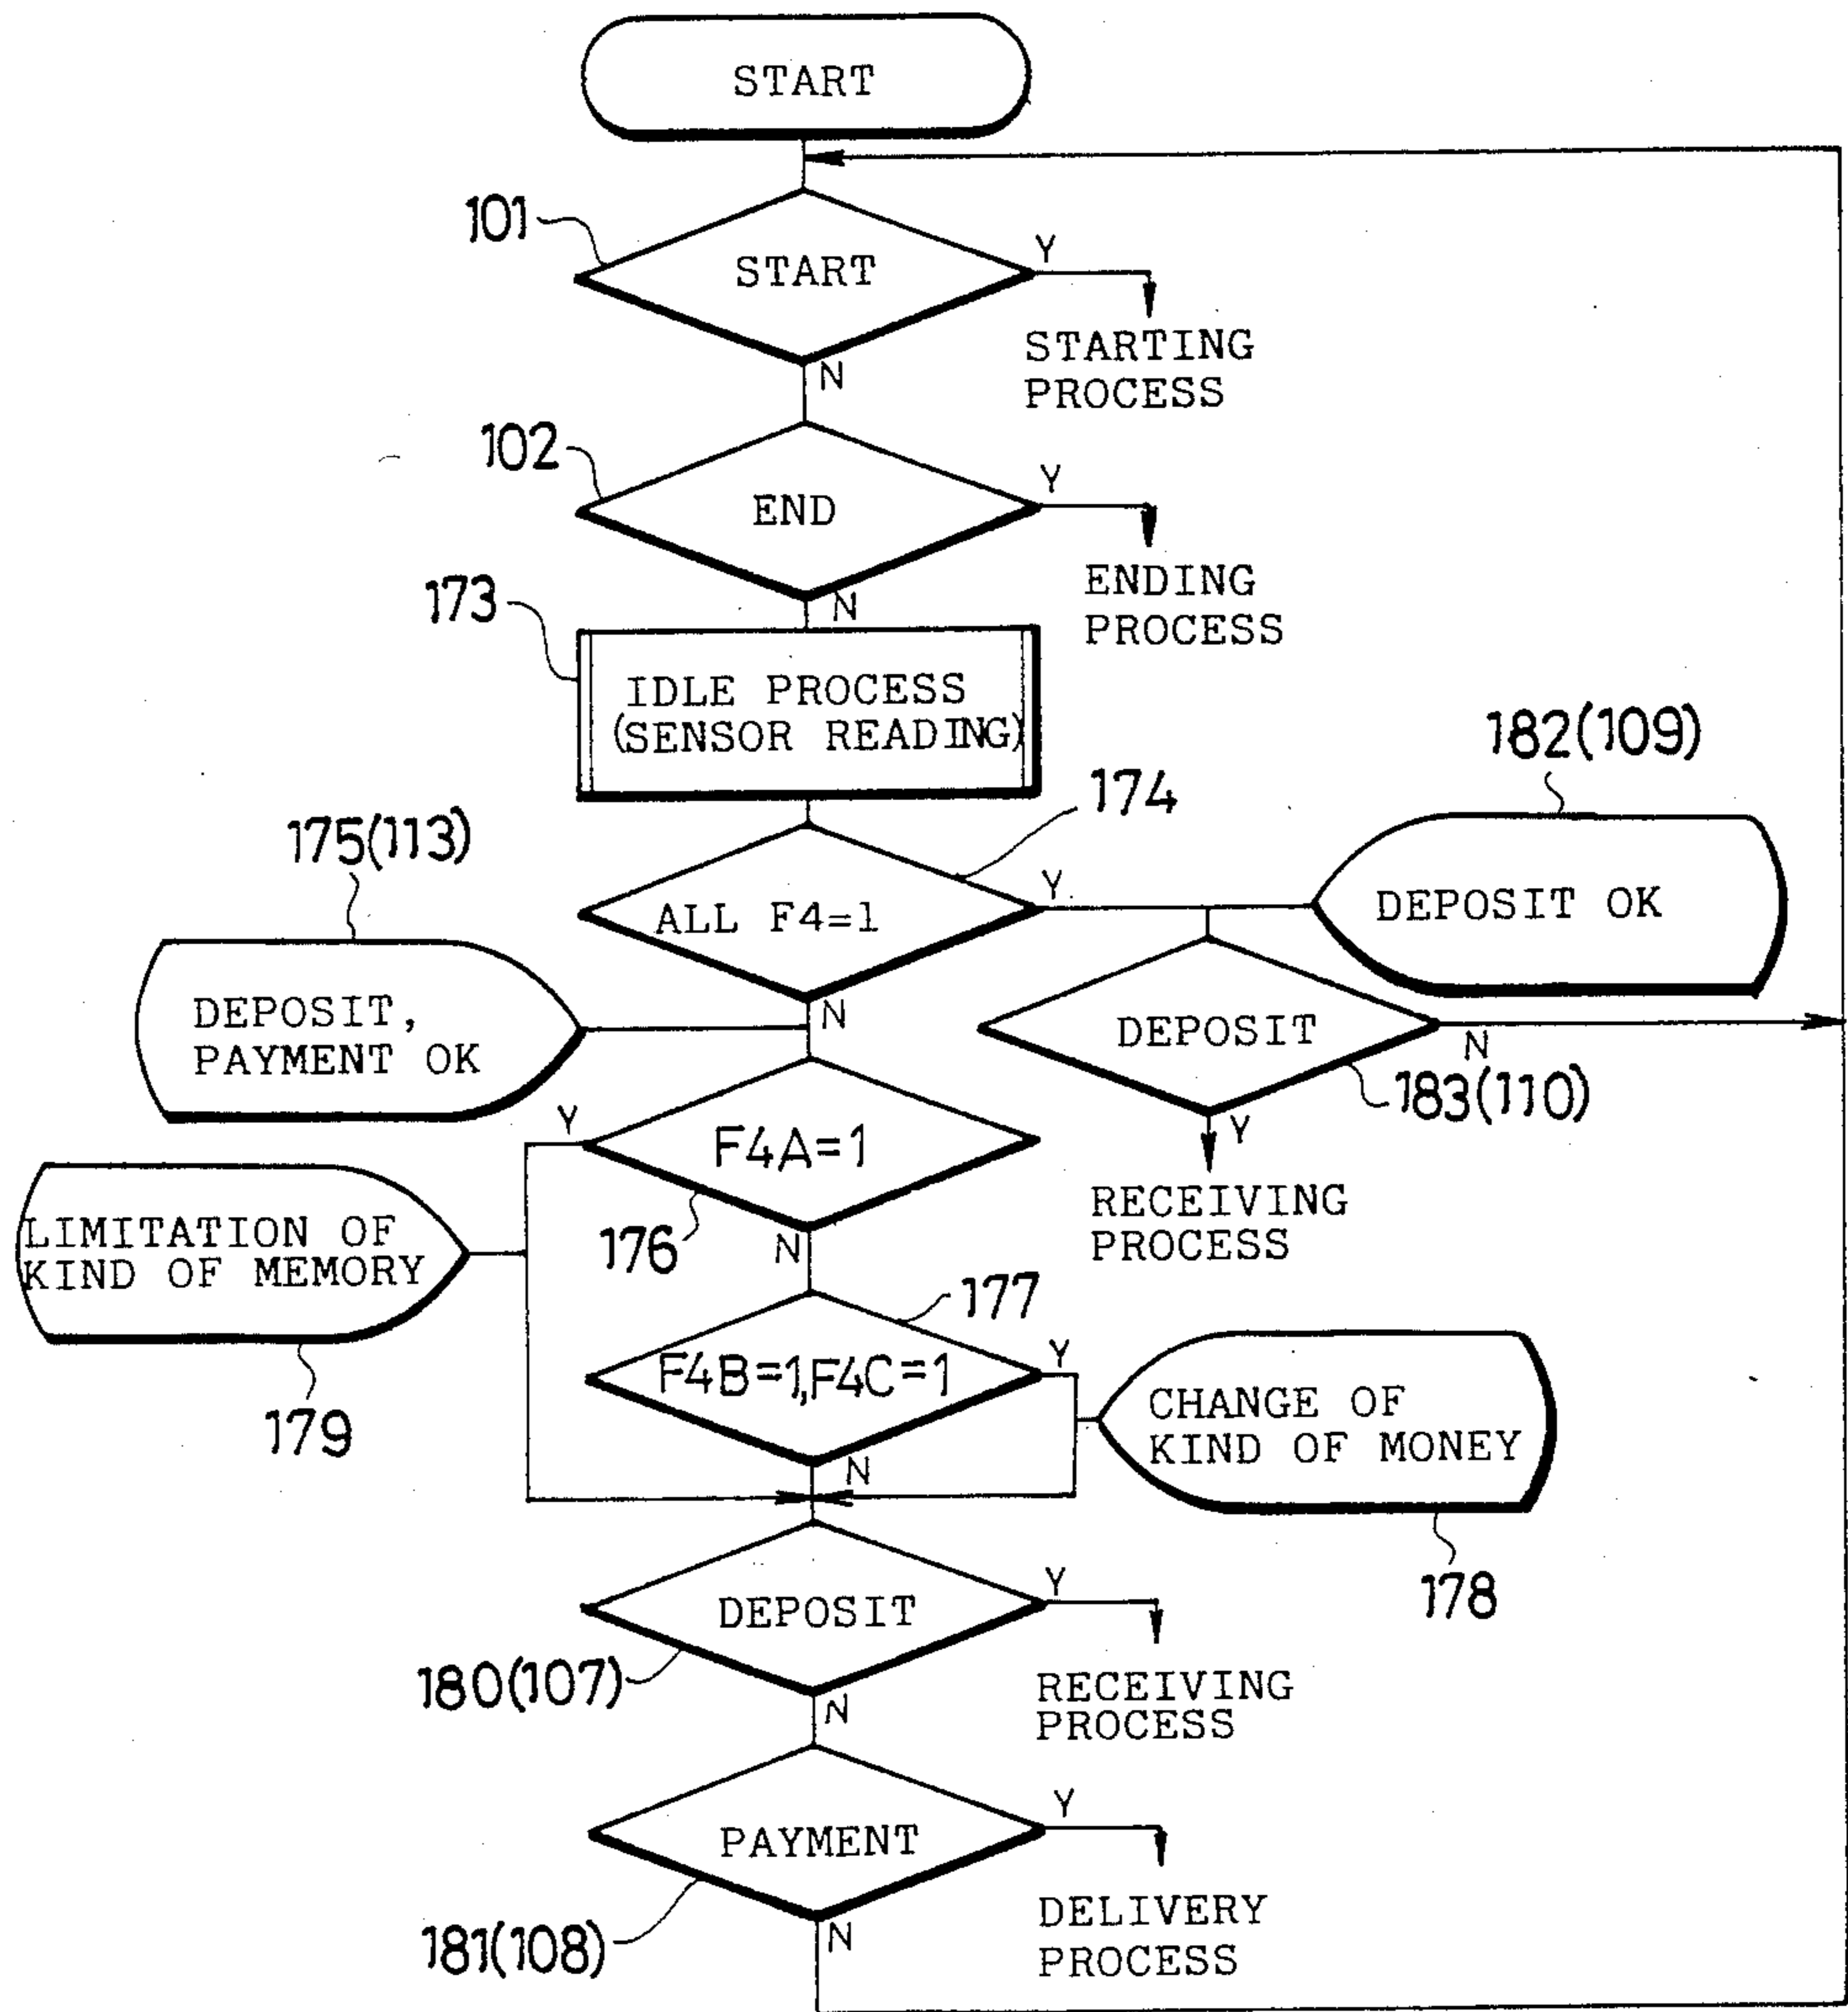 START
101
START
Y
STARTING
PROCESS
N
102
END
Y
ENDING
PROCESS
N
173
IDLE PROCESS
(SENSOR READING)
182(109)
174
175(113)
ALL F4=1
Y
DEPOSIT OK
N
DEPOSIT,
PAYMENT OK
DEPOSIT
N
183(110)
Y
RECEIVING
PROCESS
Y
F4A=1
176
N
LIMITATION OF
KIND OF MEMORY
179
177
F4B=1,F4C=1
Y
CHANGE OF
KIND OF MONEY
178
N
DEPOSIT
Y
180(107)
RECEIVING
PROCESS
N
PAYMENT
Y
181(108)
DELIVERY
PROCESS
N